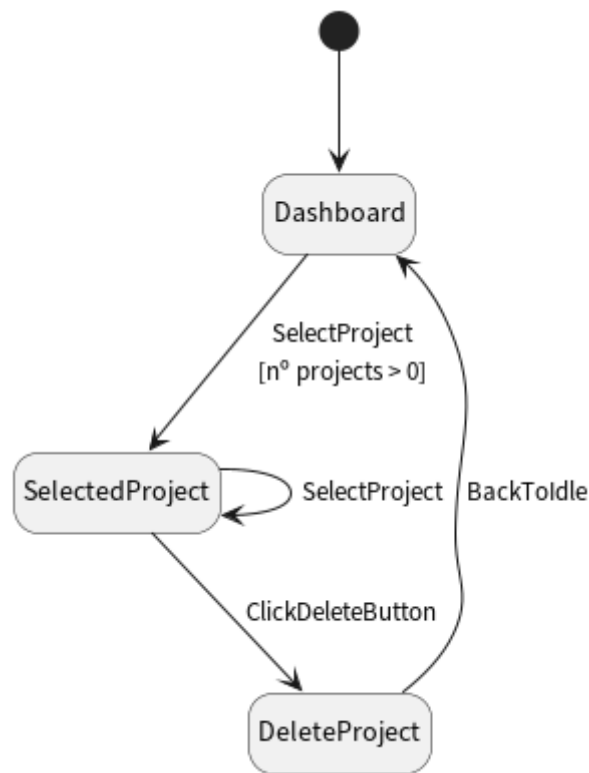 Dashboard
SelectProject
[nº projects > 0]
SelectedProject
SelectProject
BackToIdle
ClickDeleteButton
DeleteProject